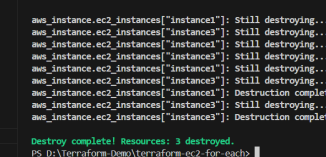 aws_instance.ec2_instances["instance1"]: Still destroying..
aws_instance.ec2_instances["instance3"]: Still destroying..
aws_instance.ec2_instances["instance1"]: Still destroying..
aws_instance.ec2_instances["instance3"]: Still destroying..
aws_instance.ec2_instances["instance1"]: Still destroying..
aws_instance.ec2_instances["instance3"]: Still destroying..
aws_instance.ec2_instances["instance1"]: Destruction complet
aws_instance.ec2_instances["instance3"]: Still destroying..
aws_instance.ec2_instances["instance3"]: Destruction complet
Destroy complete! Resources: 3 destroyed.
PS D:\Terraform-Demo\terraform-ec2-for-each>